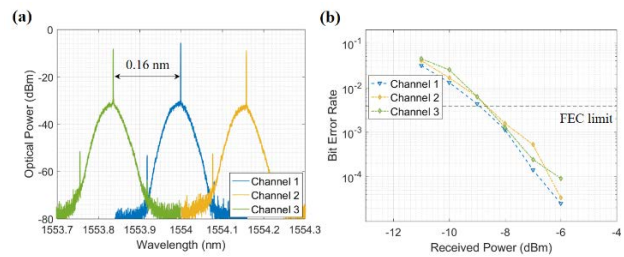 (a)
0
-20
-40
-60
-80
Optical Power (dBm)
0.16 nm
Channel 1
Channel 2
Channel 3
1553.7 1553.8 1553.9 1554 1554.1 1554.2 1554.3
Wavelength (nm)
(b)
10-1
10-2
10-3
10-4
Bit Error Rate
Channel 1
Channel 2
Channel 3
FEC limit
-12 -10 -8 -6 -4
Received Power (dBm)